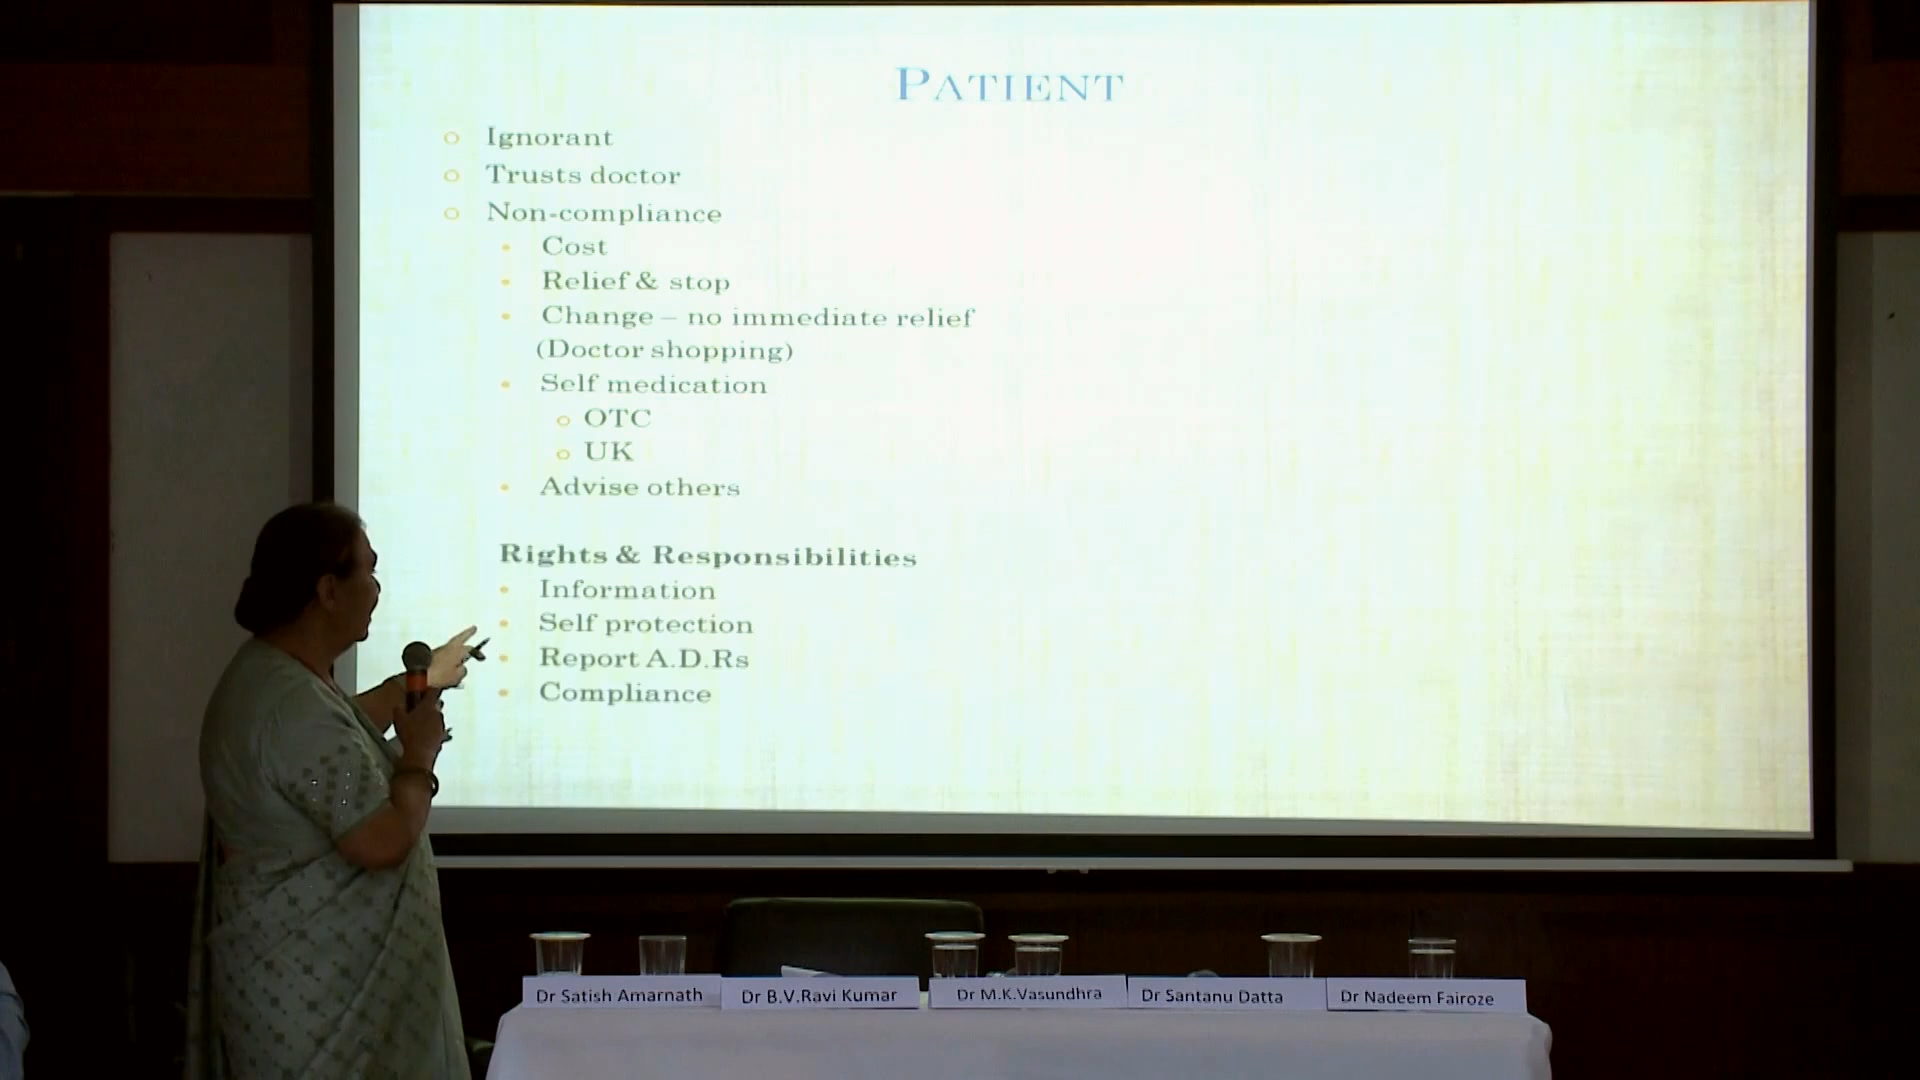 PATIENT
Ignorant
Trusts doctor
Non-compliance
Cost
Relief & stop
Change – no immediate relief
(Doctor shopping)
Self medication
OTC
UK
Advise others
Rights & Responsibilities
Information
Self protection
Report A.D.Rs
Compliance
Dr Satish Amarnath
Dr B.V.Ravi Kumar
Dr M.K.Vasundhra
Dr Santanu Datta
Dr Nadeem Fairoze